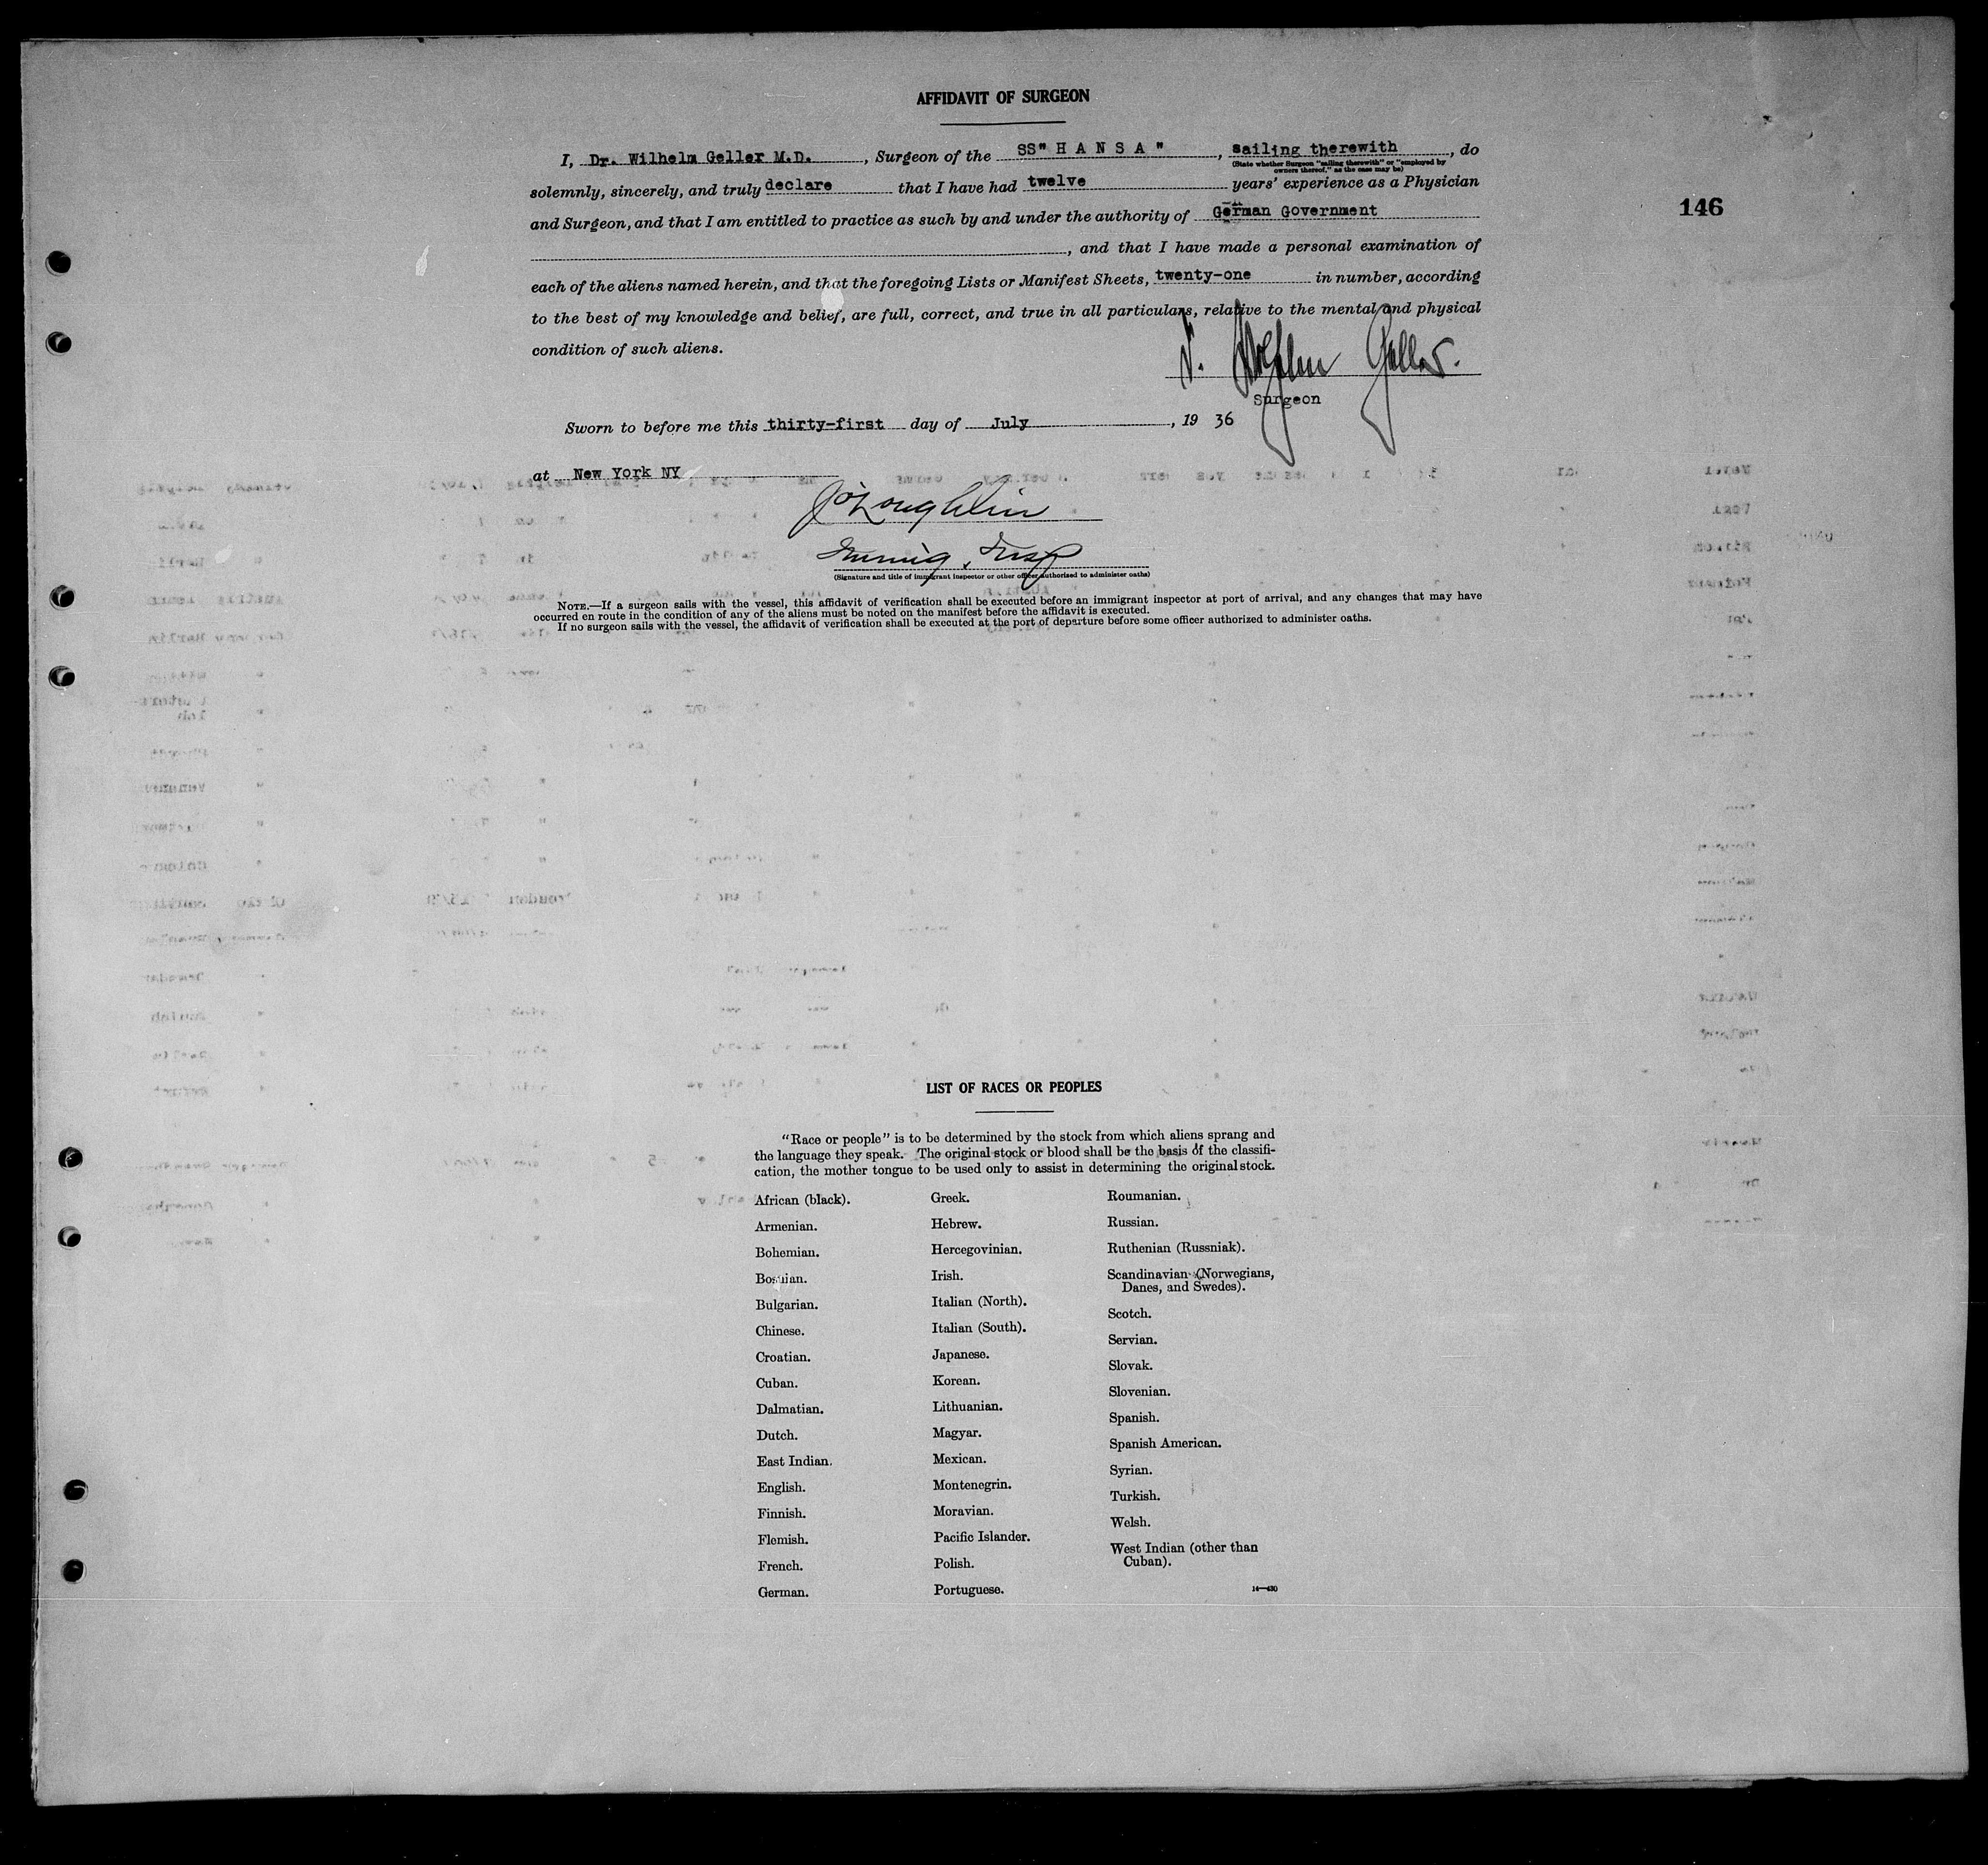 AFFIDAVIT OF SURGEON
I, Dr. Wilhelm Geller M.D. , Surgeon of the SS" H A N S A " , sailing therewith , do
(State whether Surgeon "sailing therewith" or "employed by
owners thereof," as the case may be)
solemnly, sincerely, and truly declare that I have had twelve years' experience as a Physician
and Surgeon, and that I am entitled to practice as such by and under the authority of German Government
146
, and that I have made a personal examination of
each of the aliens named herein, and that the foregoing Lists or Manifest Sheets, twenty-one in number, according
to the best of my knowledge and belief, are full, correct, and true in all particulars, relative to the mental and physical
condition of such aliens.
Geller.
Surgeon
Sworn to before me this thirty-first day of July , 19 36
at New York NY
J O'Loughlin
Immig. Insp
(Signature and title of immigrant inspector or other officer authorized to administer oaths)
NOTE.—If a surgeon sails with the vessel, this affidavit of verification shall be executed before an immigrant inspector at port of arrival, and any changes that may have
occurred en route in the condition of any of the aliens must be noted on the manifest before the affidavit is executed.
If no surgeon sails with the vessel, the affidavit of verification shall be executed at the port of departure before some officer authorized to administer oaths.
LIST OF RACES OR PEOPLES
"Race or people" is to be determined by the stock from which aliens sprang and
the language they speak. The original stock or blood shall be the basis of the classifi-
cation, the mother tongue to be used only to assist in determining the original stock.
African (black).
Armenian.
Bohemian.
Bosnian.
Bulgarian.
Chinese.
Croatian.
Cuban.
Dalmatian.
Dutch.
East Indian.
English.
Finnish.
Flemish.
French.
German.
Greek.
Hebrew.
Hercegovinian.
Irish.
Italian (North).
Italian (South).
Japanese.
Korean.
Lithuanian.
Magyar.
Mexican.
Montenegrin.
Moravian.
Pacific Islander.
Polish.
Portuguese.
Roumanian.
Russian.
Ruthenian (Russniak).
Scandinavian (Norwegians,
Danes, and Swedes).
Scotch.
Servian.
Slovak.
Slovenian.
Spanish.
Spanish American.
Syrian.
Turkish.
Welsh.
West Indian (other than
Cuban).
14—430